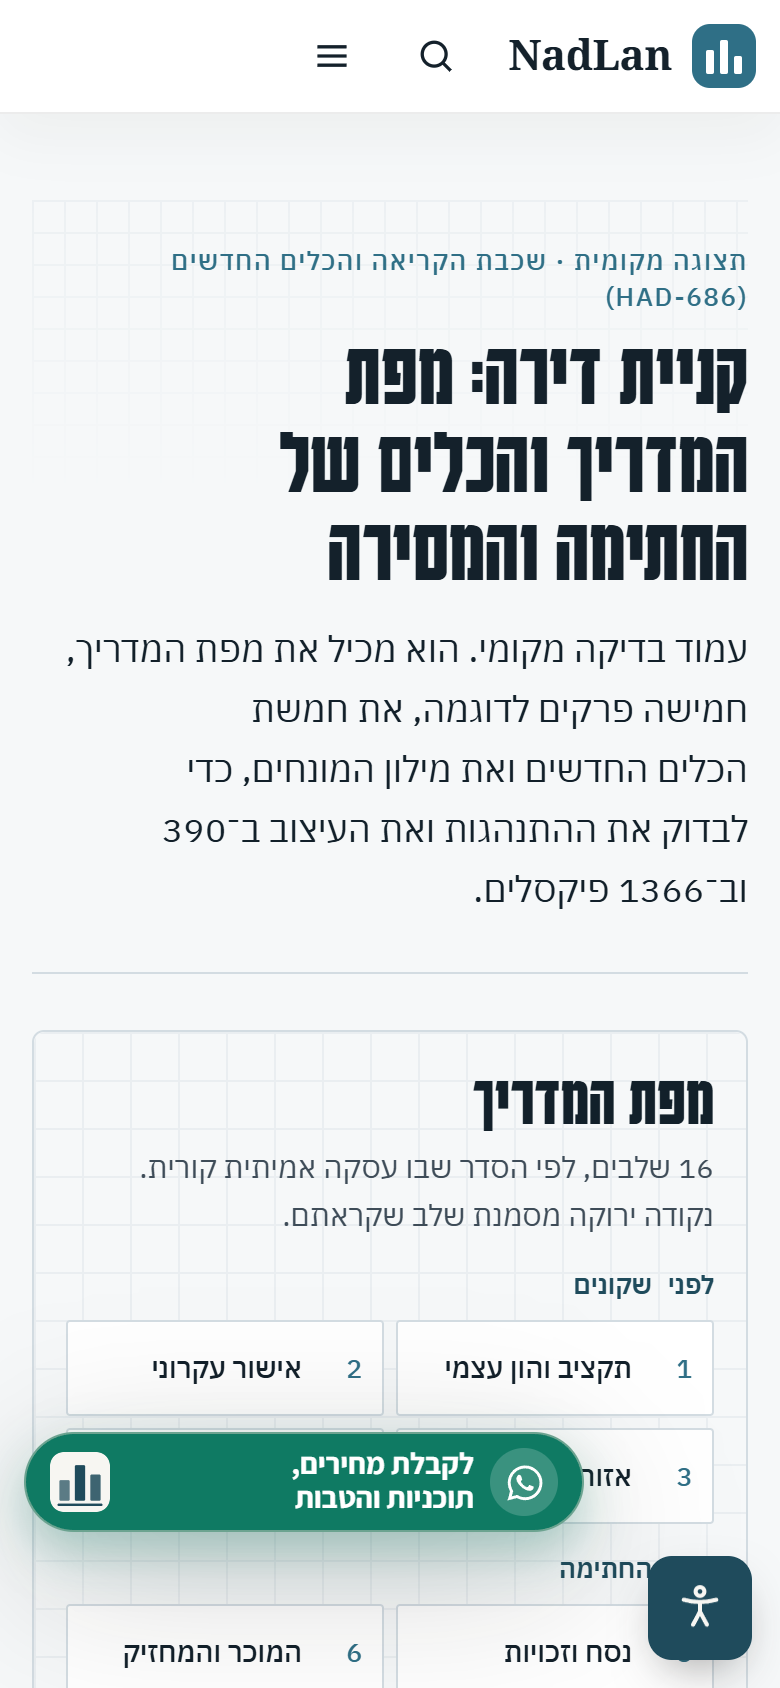 NadLan
תצוגה מקומית · שכבת הקריאה והכלים החדשים
(HAD-686)
קניית דירה: מפת
המדריך והכלים של
החתימה והמסירה
עמוד בדיקה מקומי. הוא מכיל את מפת המדריך,
חמישה פרקים לדוגמה, את חמשת
הכלים החדשים ואת מילון המונחים, כדי
לבדוק את ההתנהגות ואת העיצוב ב־390
וב־1366 פיקסלים.
מפת המדריך
16 שלבים, לפי הסדר שבו עסקה אמיתית קורית.
נקודה ירוקה מסמנת שלב שקראתם.
לפני שקונים
1 תקציב והון עצמי
2 אישור עקרוני
3
לקבלת מחירים,
תוכניות והטבות
החתימה
נסח וזכויות
6 המוכר והמחזיק